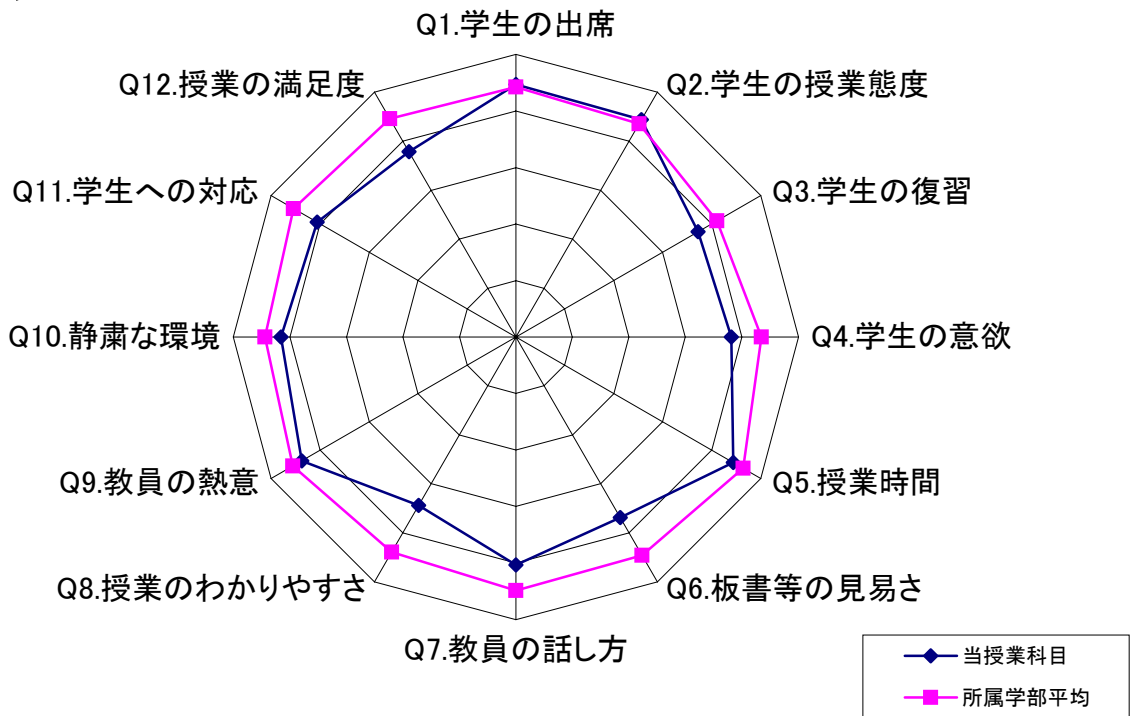 Q1.学生の出席
Q2.学生の授業態度
Q3.学生の復習
Q4.学生の意欲
Q5.授業時間
Q6.板書等の見易さ
Q7.教員の話し方
Q8.授業のわかりやすさ
Q9.教員の熱意
Q10.静粛な環境
Q11.学生への対応
Q12.授業の満足度
当授業科目
所属学部平均